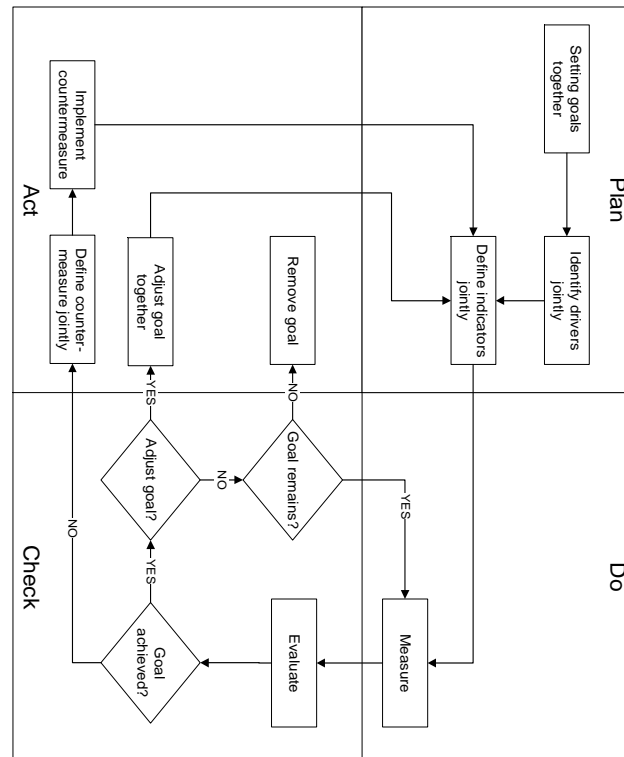 Plan
Do
Setting goals
together
Identify drivers
jointly
Define indicators
jointly
Measure
YES
Remove goal
NO
Goal remains?
Evaluate
NO
Adjust goal
together
YES
Adjust goal?
YES
Goal
achieved?
Implement
countermeasure
Define counter-
measure jointly
NO
Act
Check